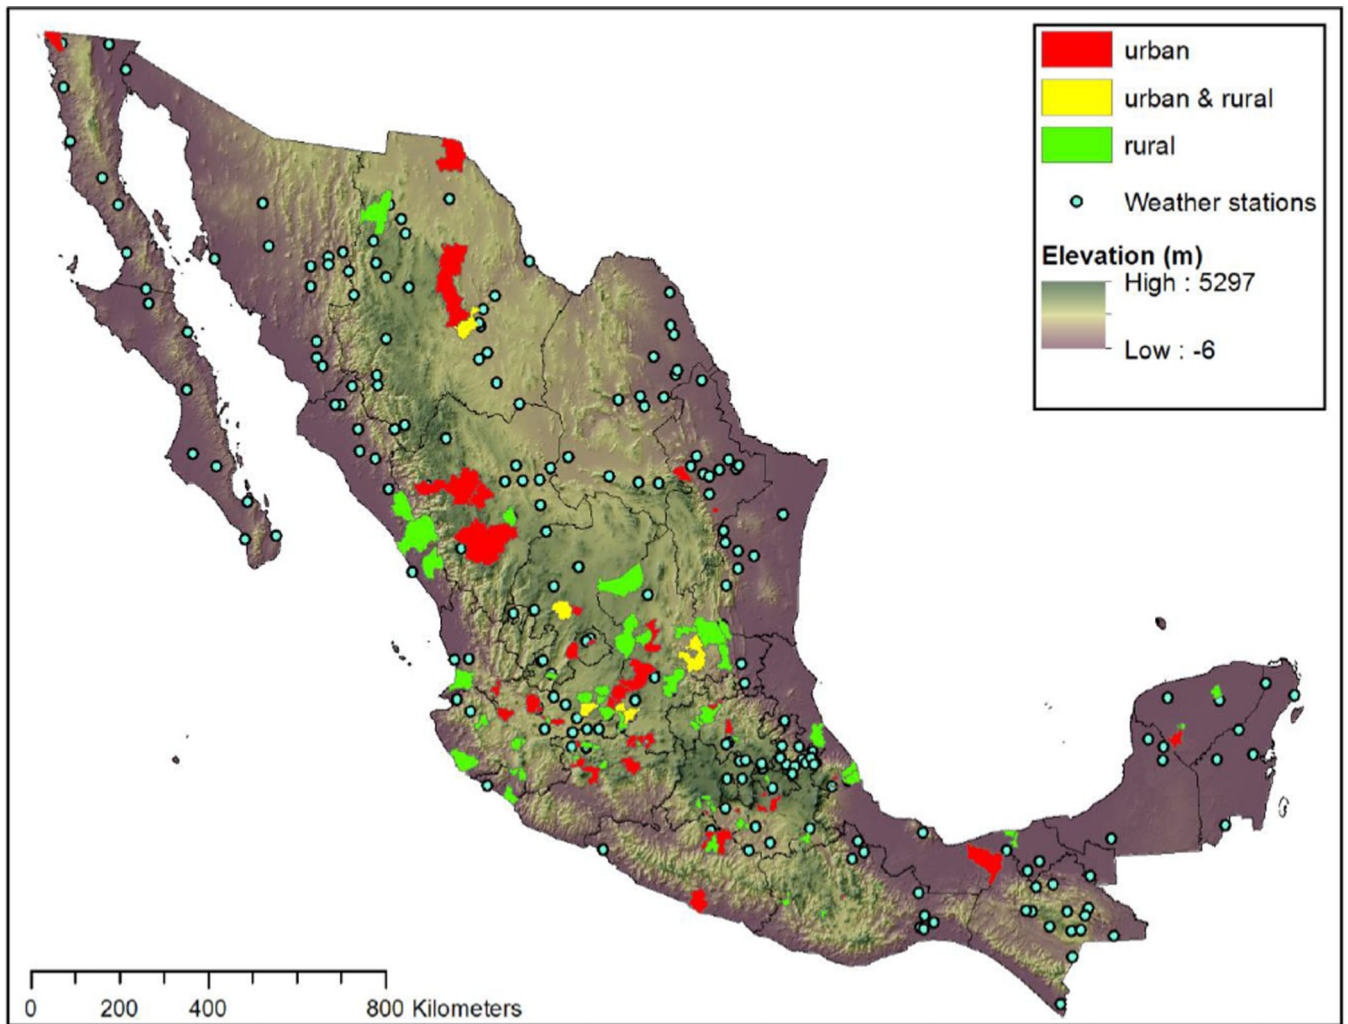 urban
urban & rural
rural
Weather stations
Elevation (m)
High : 5297
Low : -6
0 200 400 800 Kilometers